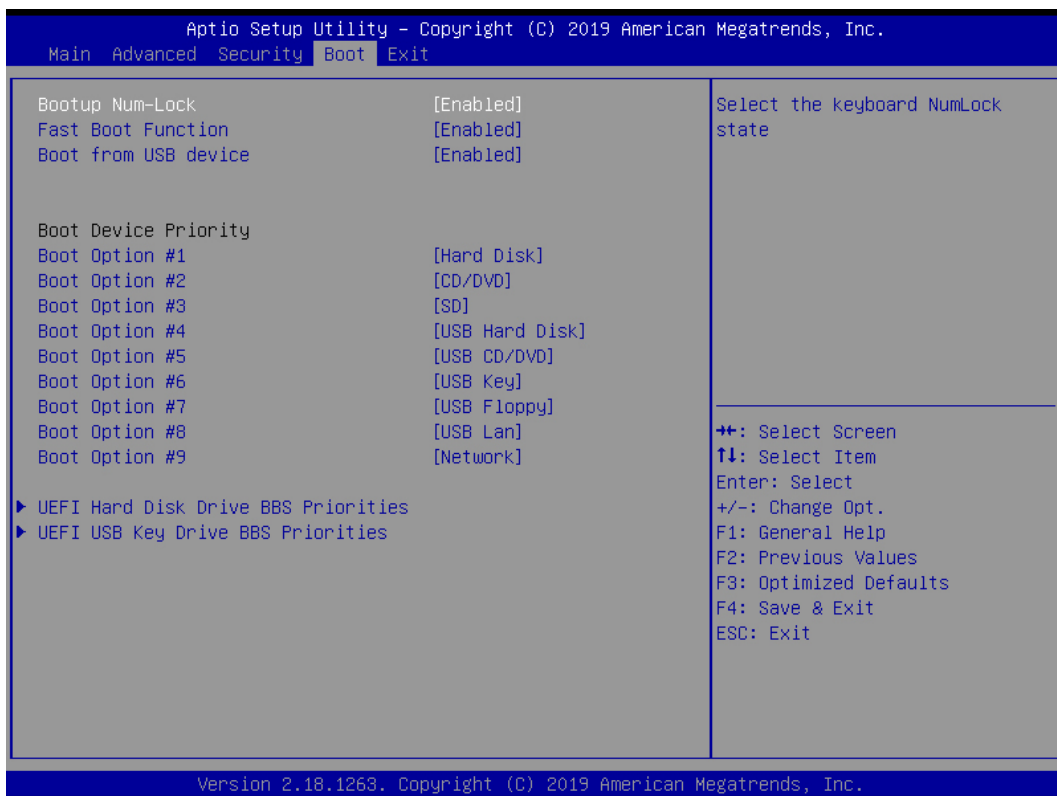 Aptio Setup Utility – Copyright (C) 2019 American Megatrends, Inc.
Main Advanced Security Boot Exit
Bootup Num-Lock [Enabled]
Fast Boot Function [Enabled]
Boot from USB device [Enabled]
Boot Device Priority
Boot Option #1 [Hard Disk]
Boot Option #2 [CD/DVD]
Boot Option #3 [SD]
Boot Option #4 [USB Hard Disk]
Boot Option #5 [USB CD/DVD]
Boot Option #6 [USB Key]
Boot Option #7 [USB Floppy]
Boot Option #8 [USB Lan]
Boot Option #9 [Network]
▶ UEFI Hard Disk Drive BBS Priorities
▶ UEFI USB Key Drive BBS Priorities
Select the keyboard NumLock
state
→←: Select Screen
↑↓: Select Item
Enter: Select
+/-: Change Opt.
F1: General Help
F2: Previous Values
F3: Optimized Defaults
F4: Save & Exit
ESC: Exit
Version 2.18.1263. Copyright (C) 2019 American Megatrends, Inc.